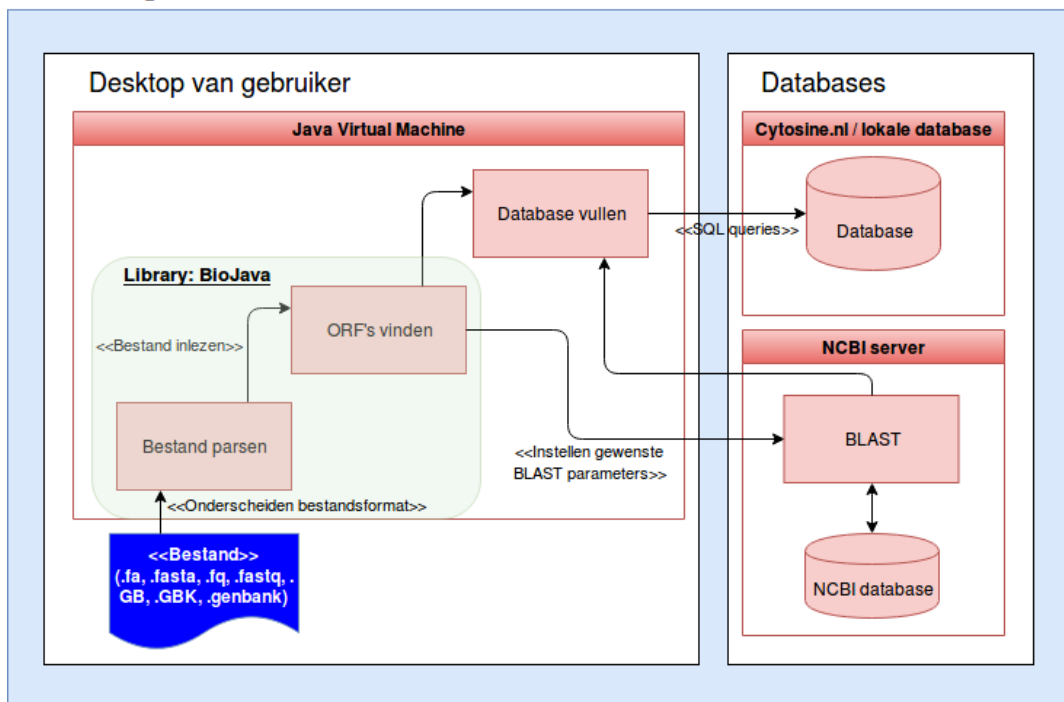 Desktop van gebruiker
Java Virtual Machine
Database vullen
<<SQL queries>>
Library: BioJava
ORF's vinden
<<Bestand inlezen>>
Bestand parsen
<<Instellen gewenste
BLAST parameters>>
<<Onderscheiden bestandsformat>>
<<Bestand>>
(.fa, .fasta, .fq, .fastq, .
GB, .GBK, .genbank)
Databases
Cytosine.nl / lokale database
Database
NCBI server
BLAST
NCBI database